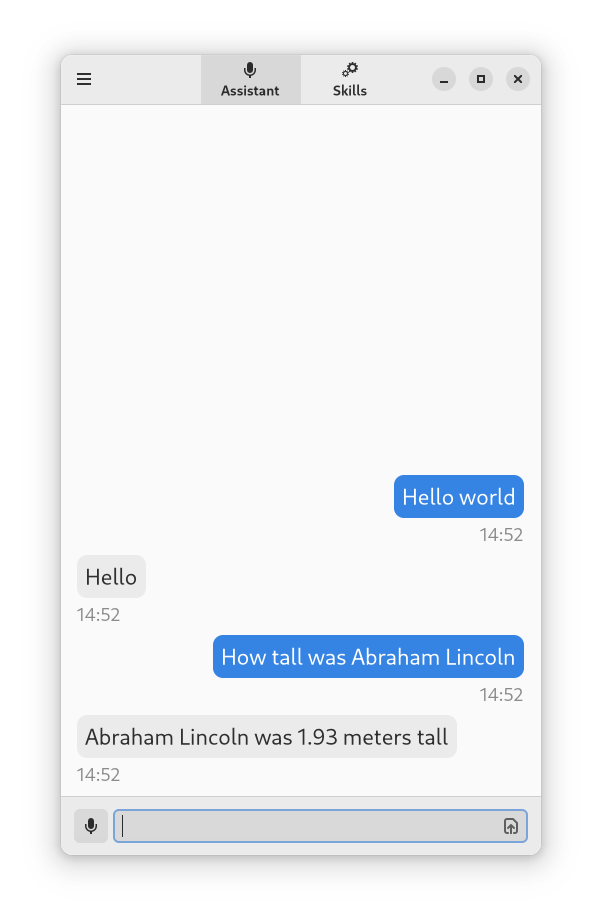 Assistant
Skills
Hello world
14:52
Hello
14:52
How tall was Abraham Lincoln
14:52
Abraham Lincoln was 1.93 meters tall
14:52